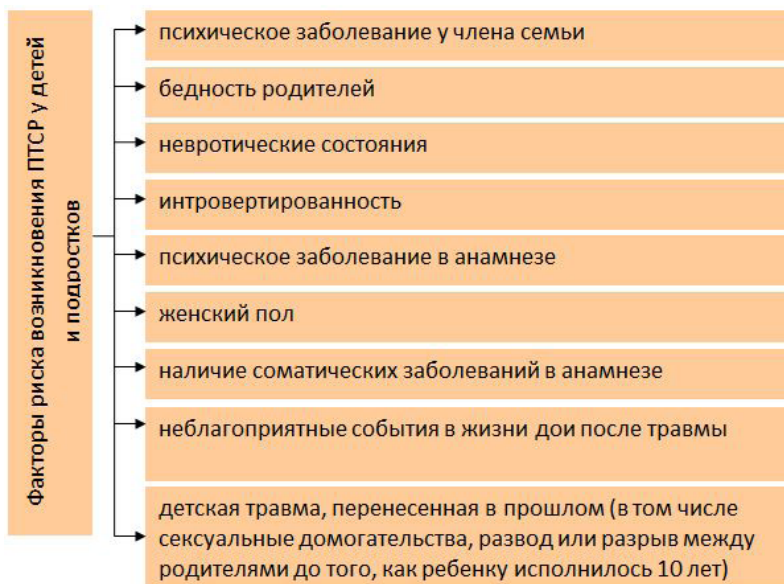 Факторы риска возникновения ПТСР у детей
и подростков
психическое заболевание у члена семьи
бедность родителей
невротические состояния
интровертированность
психическое заболевание в анамнезе
женский пол
наличие соматических заболеваний в анамнезе
неблагоприятные события в жизни дои после травмы
детская травма, перенесенная в прошлом (в том числе
сексуальные домогательства, развод или разрыв между
родителями до того, как ребенку исполнилось 10 лет)